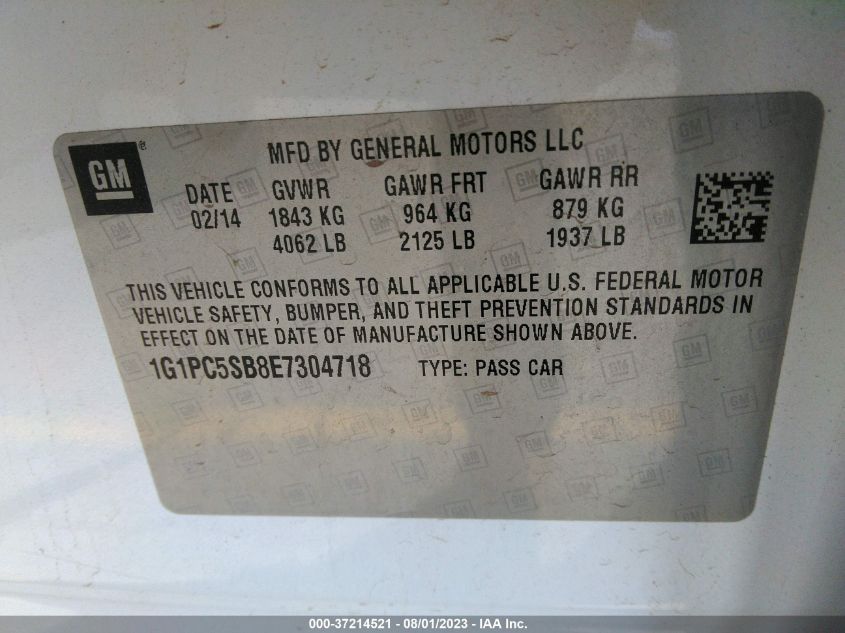 GM ®
MFD BY GENERAL MOTORS LLC
DATE GVWR GAWR FRT GAWR RR
02/14 1843 KG 964 KG 879 KG
4062 LB 2125 LB 1937 LB
THIS VEHICLE CONFORMS TO ALL APPLICABLE U.S. FEDERAL MOTOR
VEHICLE SAFETY, BUMPER, AND THEFT PREVENTION STANDARDS IN
EFFECT ON THE DATE OF MANUFACTURE SHOWN ABOVE.
1G1PC5SB8E7304718 TYPE: PASS CAR
000-37214521 - 08/01/2023 - IAA Inc.